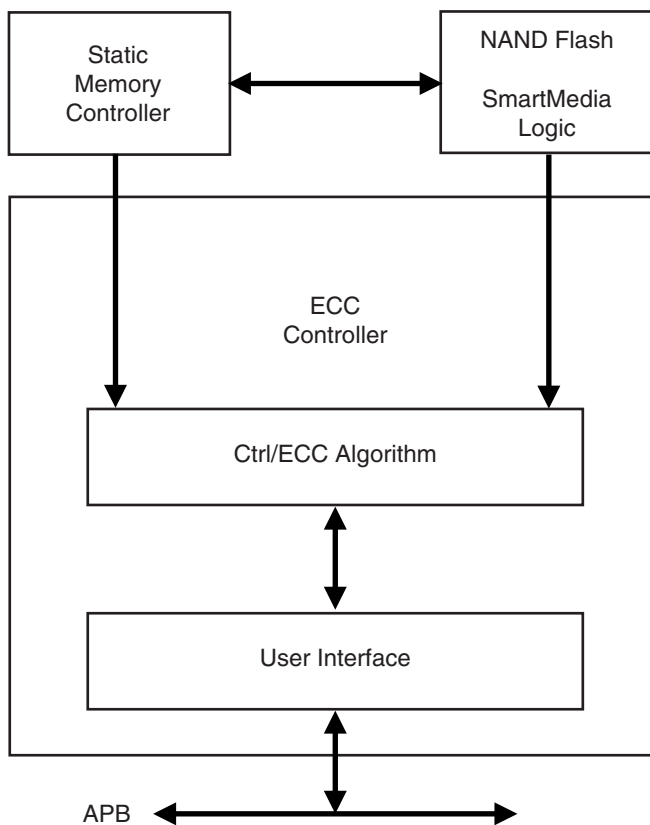 Static
Memory
Controller
NAND Flash
SmartMedia
Logic
ECC
Controller
Ctrl/ECC Algorithm
User Interface
APB